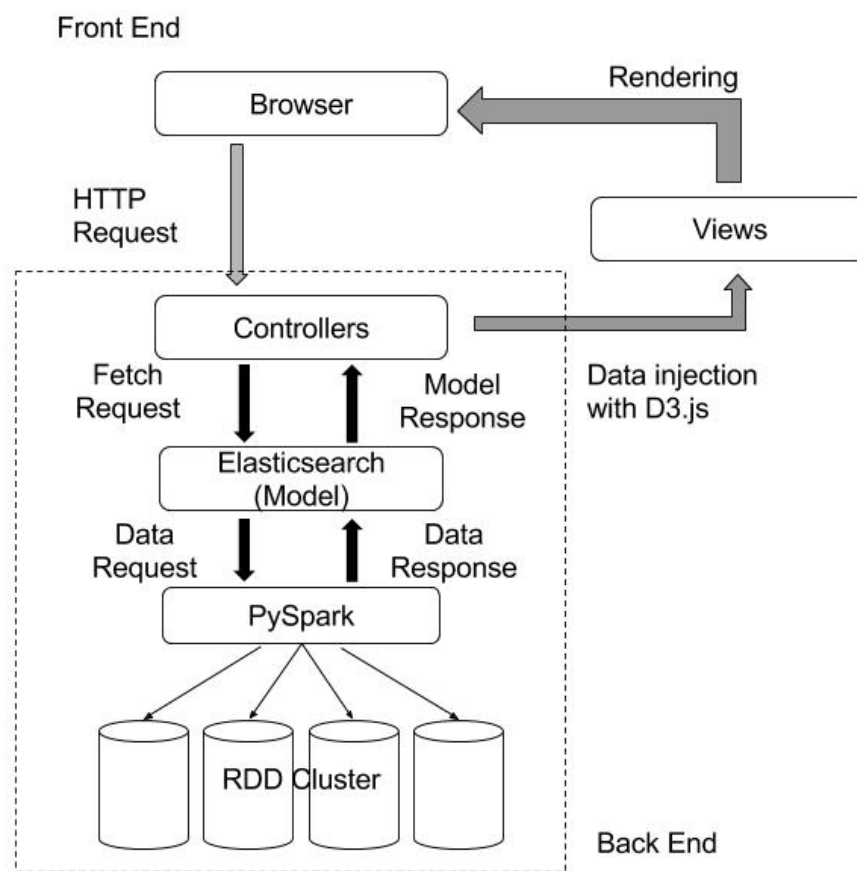 Front End
Browser
Rendering
HTTP
Request
Views
Controllers
Fetch
Request
Model
Response
Data injection
with D3.js
Elasticsearch
(Model)
Data
Request
Data
Response
PySpark
RDD Cluster
Back End